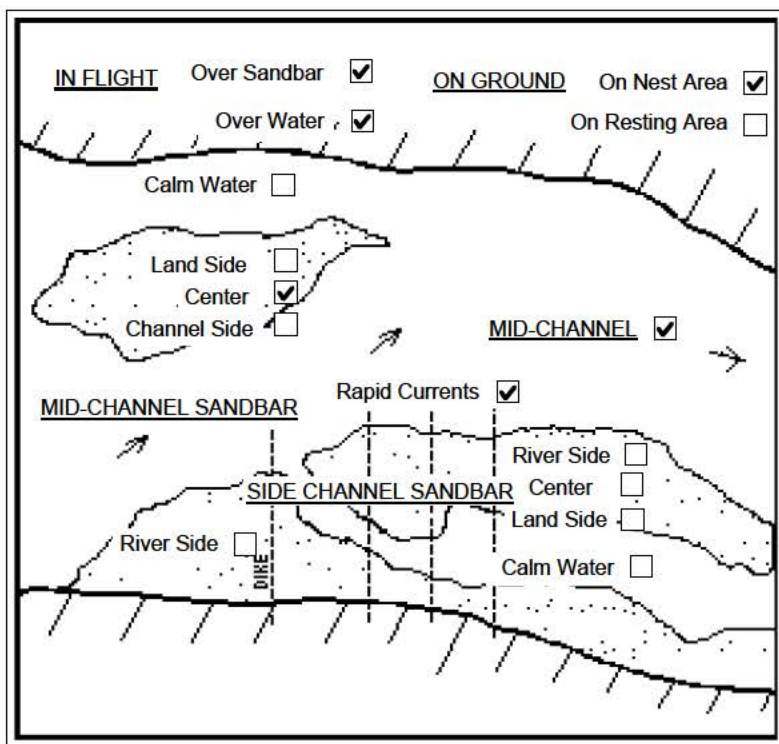 IN FLIGHT Over Sandbar ON GROUND On Nest Area
Over Water On Resting Area
Calm Water
Land Side
Center
Channel Side
MID-CHANNEL
Rapid Currents
MID-CHANNEL SANDBAR
River Side
SIDE CHANNEL SANDBAR Center
Land Side
River Side
Calm Water
DIKE